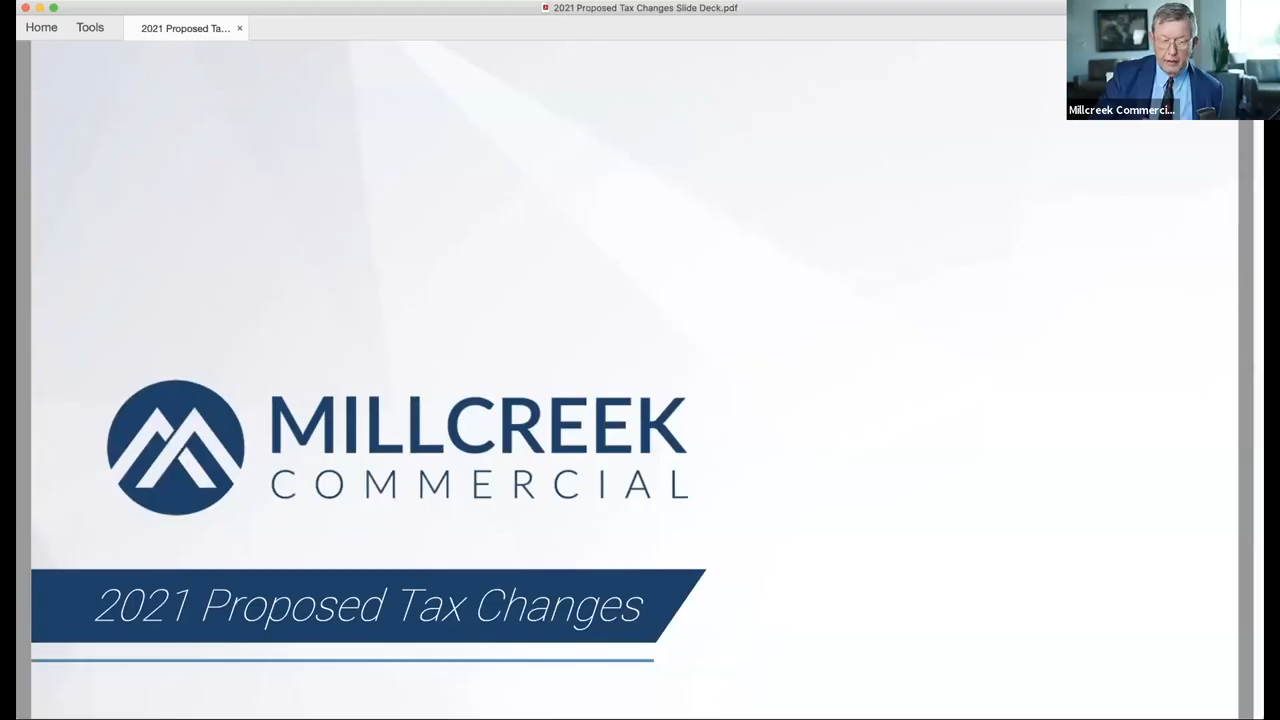 2021 Proposed Tax Changes Slide Deck.pdf
Home
Tools
2021 Proposed Ta...
×
Millcreek Commerci...
MILLCREEK
COMMERCIAL
2021 Proposed Tax Changes